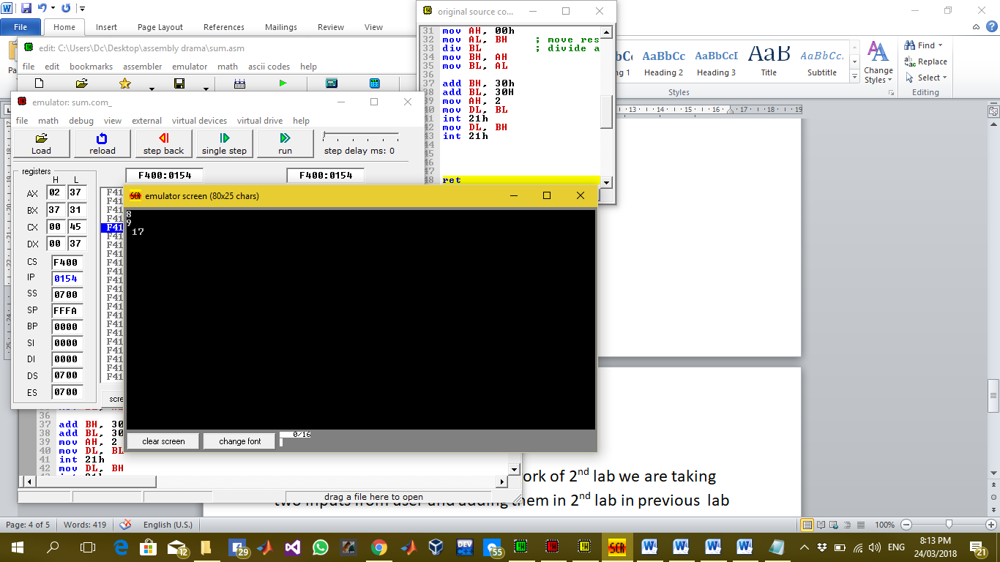 File Home Insert Page Layout References Mailings Review View
original source co...
31 mov AH, 00h
32 mov AL, BH ; move res
33 div BL ; divide a
34 mov BH, AH
35 mov BL, AL
36
37 add BH, 30h
38 add BL, 30H
39 mov AH, 2
40 mov DL, BL
41 int 21h
42 mov DL, BH
43 int 21h
44
45
46
47
48 ret
AaBbCc AaBbCcI AaB AaBbCc.
Heading 2 Heading 3 Title Subtitle
Change Styles
Find
Replace
Select
Styles
Editing
edit: C:\Users\Dc\Desktop\assembly drama\sum.asm
file edit bookmarks assembler emulator math ascii codes help
emulator: sum.com_
file math debug view external virtual devices virtual drive help
Load reload step back single step run step delay ms: 0
registers
F400:0154 F400:0154
H L
AX 02 37
BX 37 31
CX 00 45
DX 00 37
CS F400
IP 0154
SS 0700
SP FFFA
BP 0000
SI 0000
DI 0000
DS 0700
ES 0700
emulator screen (80x25 chars)
8
9
17
clear screen change font 0/16
36
37 add BH, 30
38 add BL, 30
39 mov AH, 2
40 mov DL, BL
41 int 21h
42 mov DL, BH
drag a file here to open
ork of 2nd lab we are taking
two inputs from user and adding them in 2nd lab in previous lab
Page: 4 of 5 Words: 419 English (U.S.) 100%
12 29 55 ENG 8:13 PM
24/03/2018 21